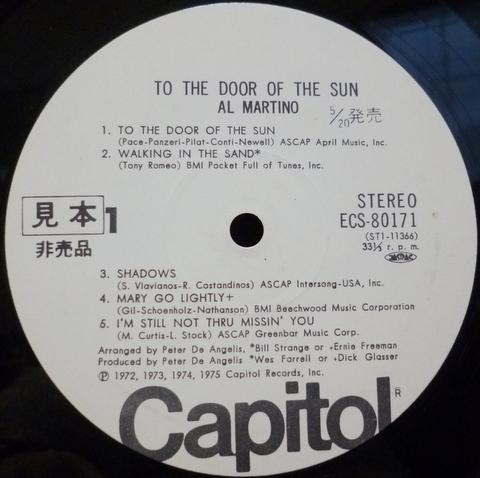 TO THE DOOR OF THE SUN
AL MARTINO
5/20発売
1. TO THE DOOR OF THE SUN
(Pace-Panzeri-Pilat-Conti-Newell) ASCAP April Music, Inc.
2. WALKING IN THE SAND*
(Tony Romeo) BMI Pocket Full of Tunes, Inc.
見本 1
非売品
STEREO
ECS-80171
(ST1-11366)
33⅓ r. p. m.
JASRAC
3. SHADOWS
(S. Vlavianos-R. Costandinos) ASCAP Intersong-USA, Inc.
4. MARY GO LIGHTLY+
(Gil-Schoenholz-Nathanson) BMI Beechwood Music Corporation
5. I'M STILL NOT THRU MISSIN' YOU
(M. Curtis-L. Stock) ASCAP Greenbar Music Corp.
Arranged by Peter De Angelis, *Bill Strange or +Ernie Freeman
Produced by Peter De Angelis, *Wes Farrell or +Dick Glasser
Ⓟ 1972, 1973, 1974, 1975 Capitol Records, Inc.
Capitol®